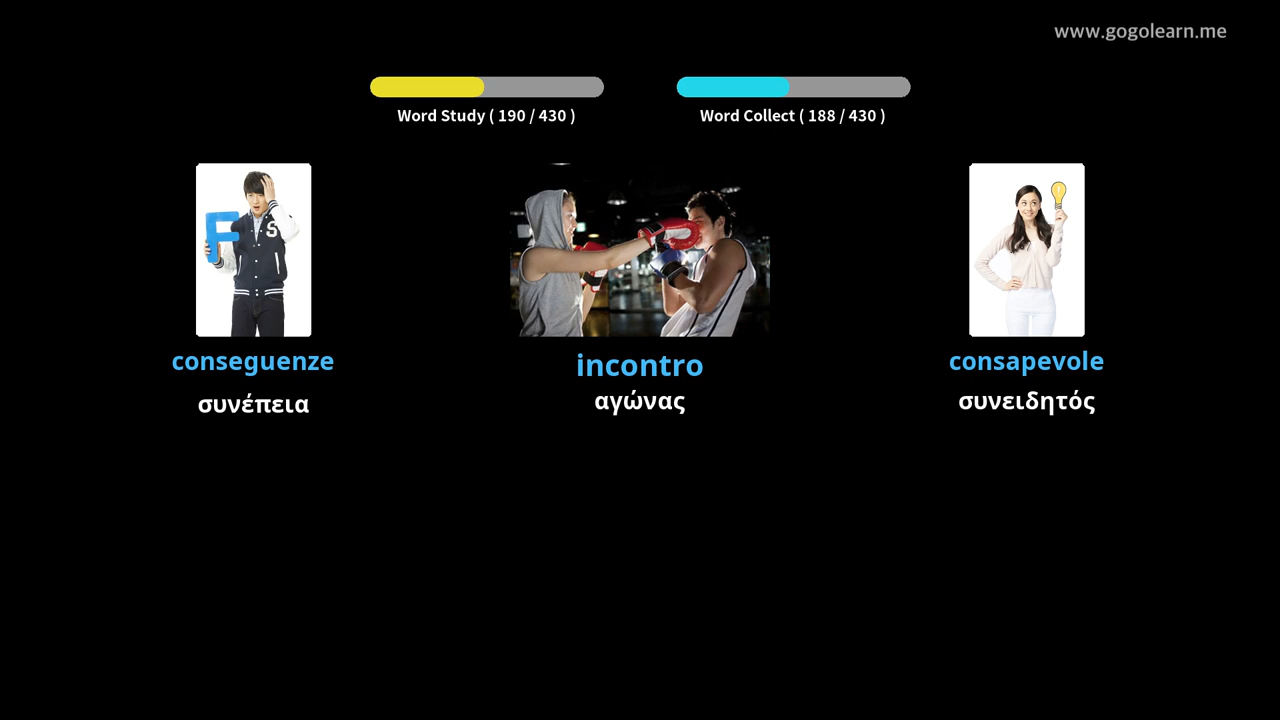 www.gogolearn.me
Word Study ( 190 / 430 )
Word Collect ( 188 / 430 )
F
S
conseguenze
συνέπεια
incontro
αγώνας
consapevole
συνειδητός